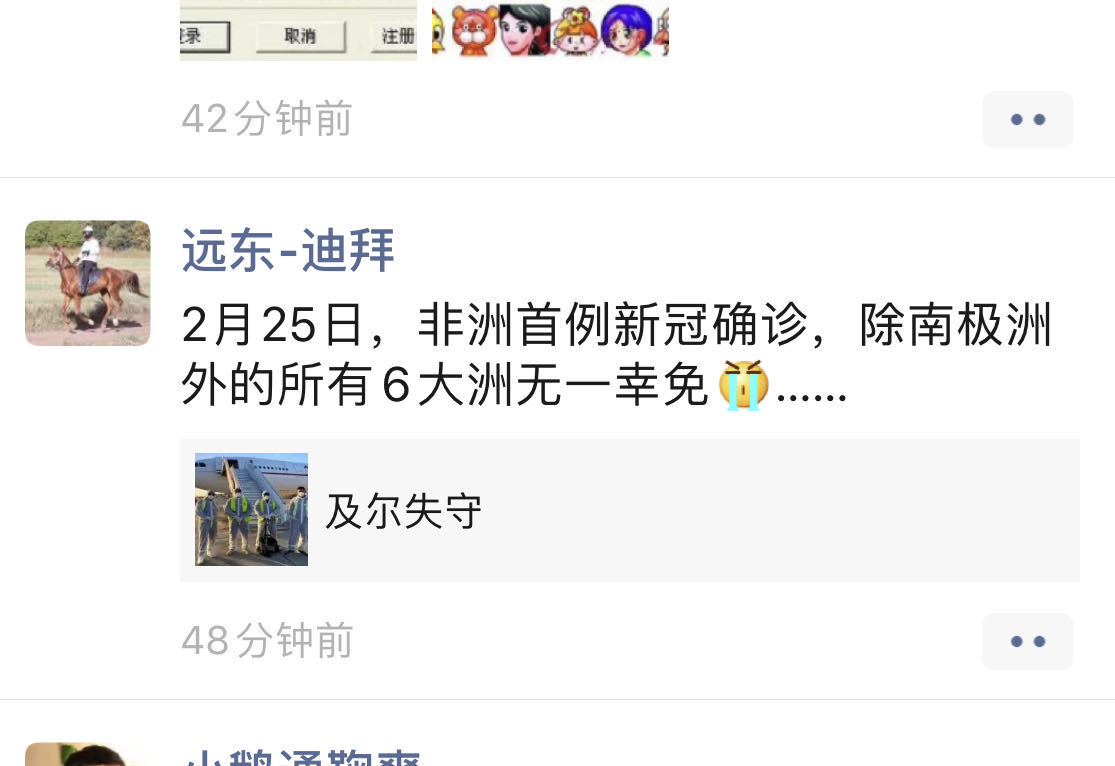 取消
注册
42分钟前
远东-迪拜
2月25日，非洲首例新冠确诊，除南极洲
外的所有6大洲无一幸免😭……
及尔失守
48分钟前